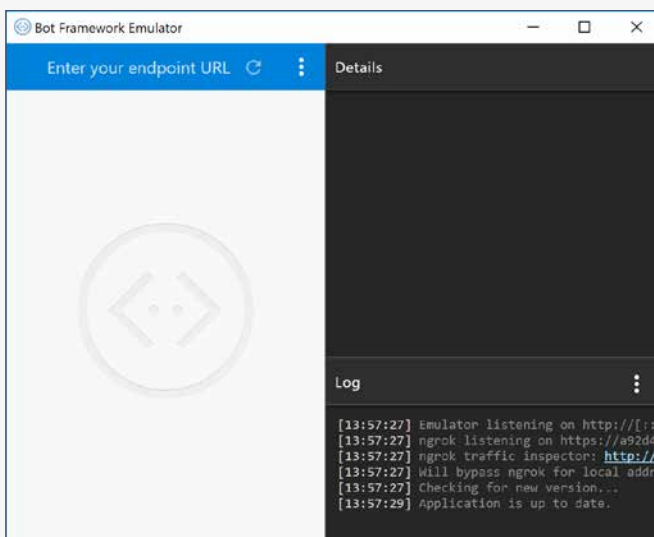 Bot Framework Emulator
Enter your endpoint URL
Details
Log
[13:57:27] Emulator listening on http://[::
[13:57:27] ngrok listening on https://a92d4
[13:57:27] ngrok traffic inspector: http://
[13:57:27] Will bypass ngrok for local addr
[13:57:27] Checking for new version...
[13:57:29] Application is up to date.